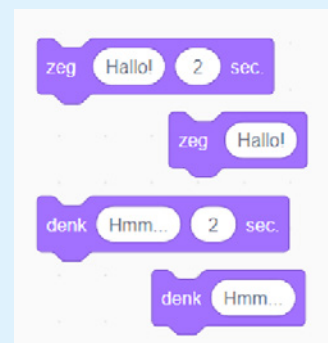 zeg Hallo! 2 sec.
zeg Hallo!
denk Hmm... 2 sec.
denk Hmm...